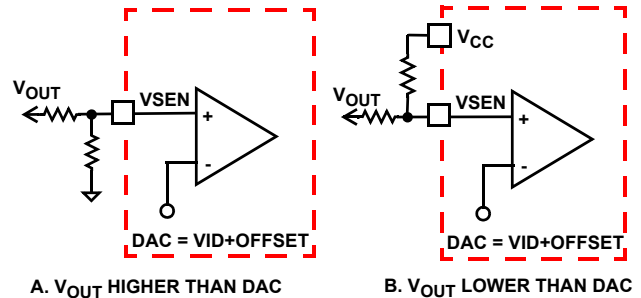 VOUT
VSEN
+
-
DAC = VID+OFFSET
A. VOUT HIGHER THAN DAC
VCC
VOUT
VSEN
+
-
DAC = VID+OFFSET
B. VOUT LOWER THAN DAC